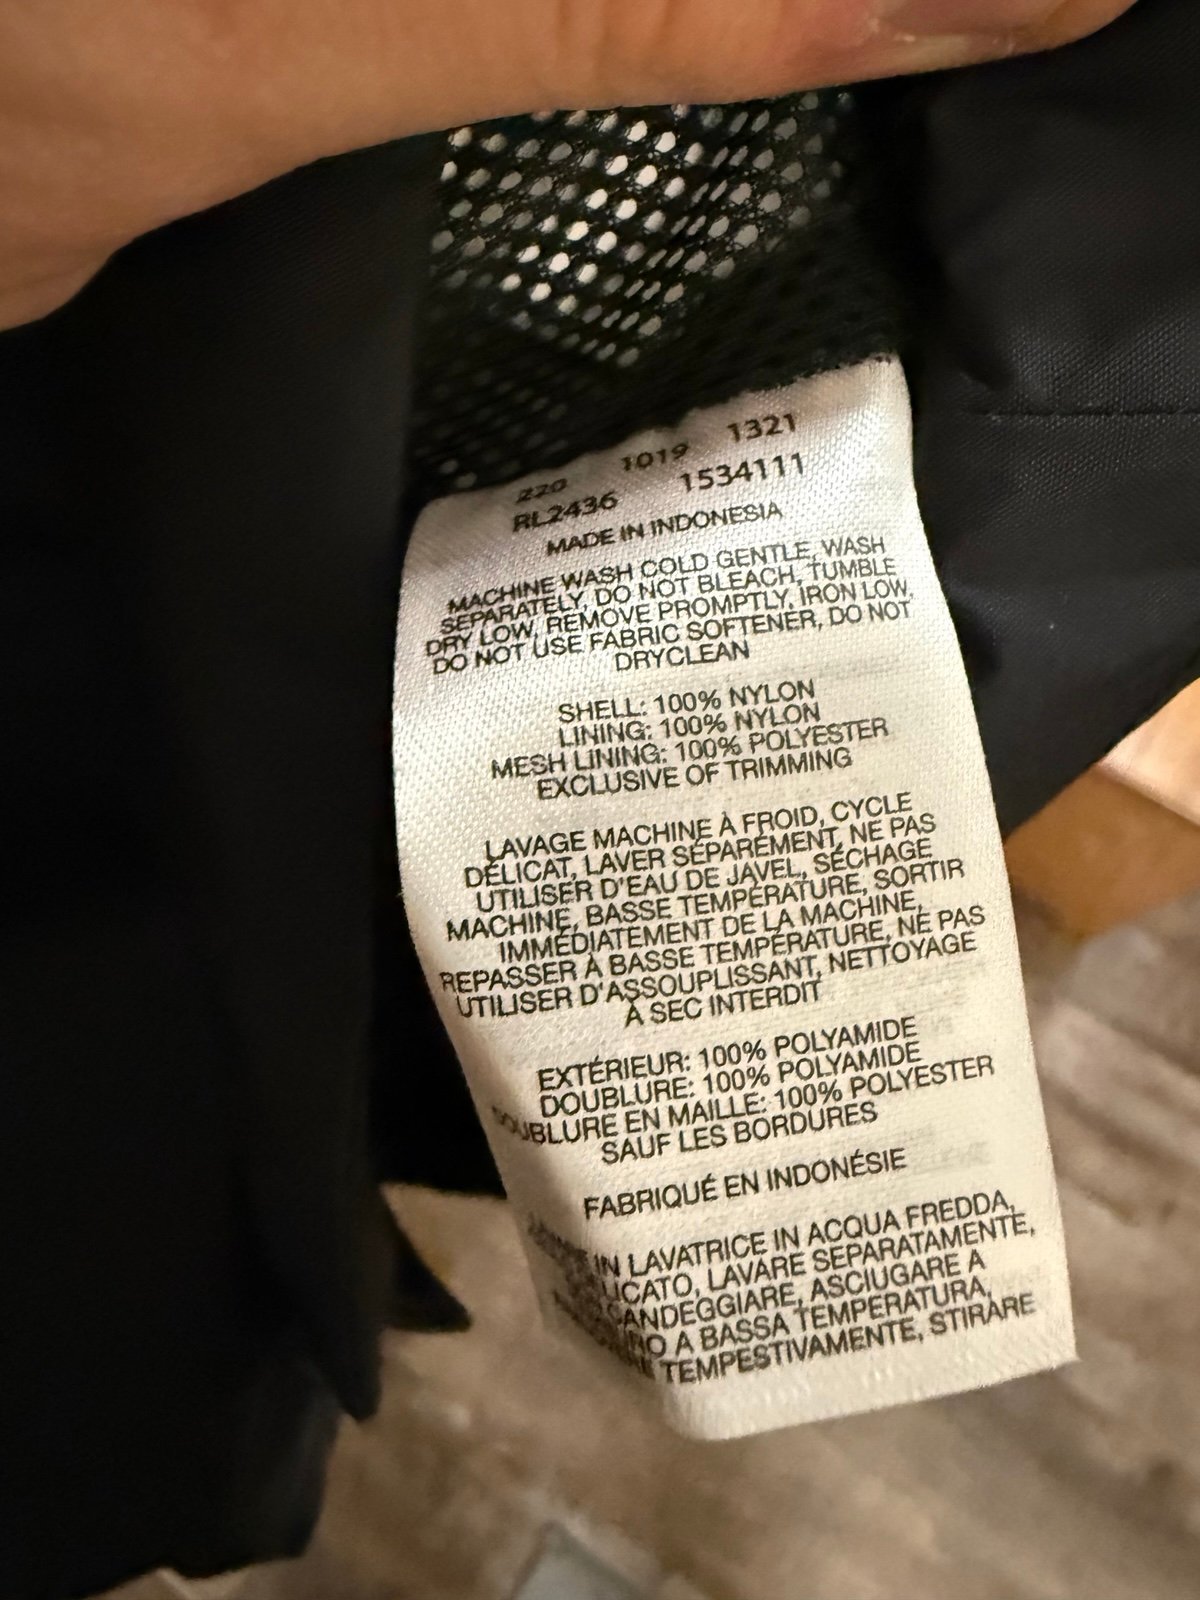 220 1019 1321
RL2436 1534111
MADE IN INDONESIA
MACHINE WASH COLD GENTLE, WASH
SEPARATELY, DO NOT BLEACH, TUMBLE
DRY LOW, REMOVE PROMPTLY, IRON LOW,
DO NOT USE FABRIC SOFTENER, DO NOT
DRYCLEAN
SHELL: 100% NYLON
LINING: 100% NYLON
MESH LINING: 100% POLYESTER
EXCLUSIVE OF TRIMMING
LAVAGE MACHINE À FROID, CYCLE
DÉLICAT, LAVER SÉPARÉMENT, NE PAS
UTILISER D'EAU DE JAVEL, SÉCHAGE
MACHINE, BASSE TEMPÉRATURE, SORTIR
IMMÉDIATEMENT DE LA MACHINE,
REPASSER À BASSE TEMPÉRATURE, NE PAS
UTILISER D'ASSOUPLISSANT, NETTOYAGE
À SEC INTERDIT
EXTÉRIEUR: 100% POLYAMIDE
DOUBLURE: 100% POLYAMIDE
DOUBLURE EN MAILLE: 100% POLYESTER
SAUF LES BORDURES
FABRIQUÉ EN INDONÉSIE
IN LAVATRICE IN ACQUA FREDDA,
LAVARE SEPARATAMENTE,
CANDEGGIARE, ASCIUGARE A
A BASSA TEMPERATURA,
TEMPESTIVAMENTE, STIRARE